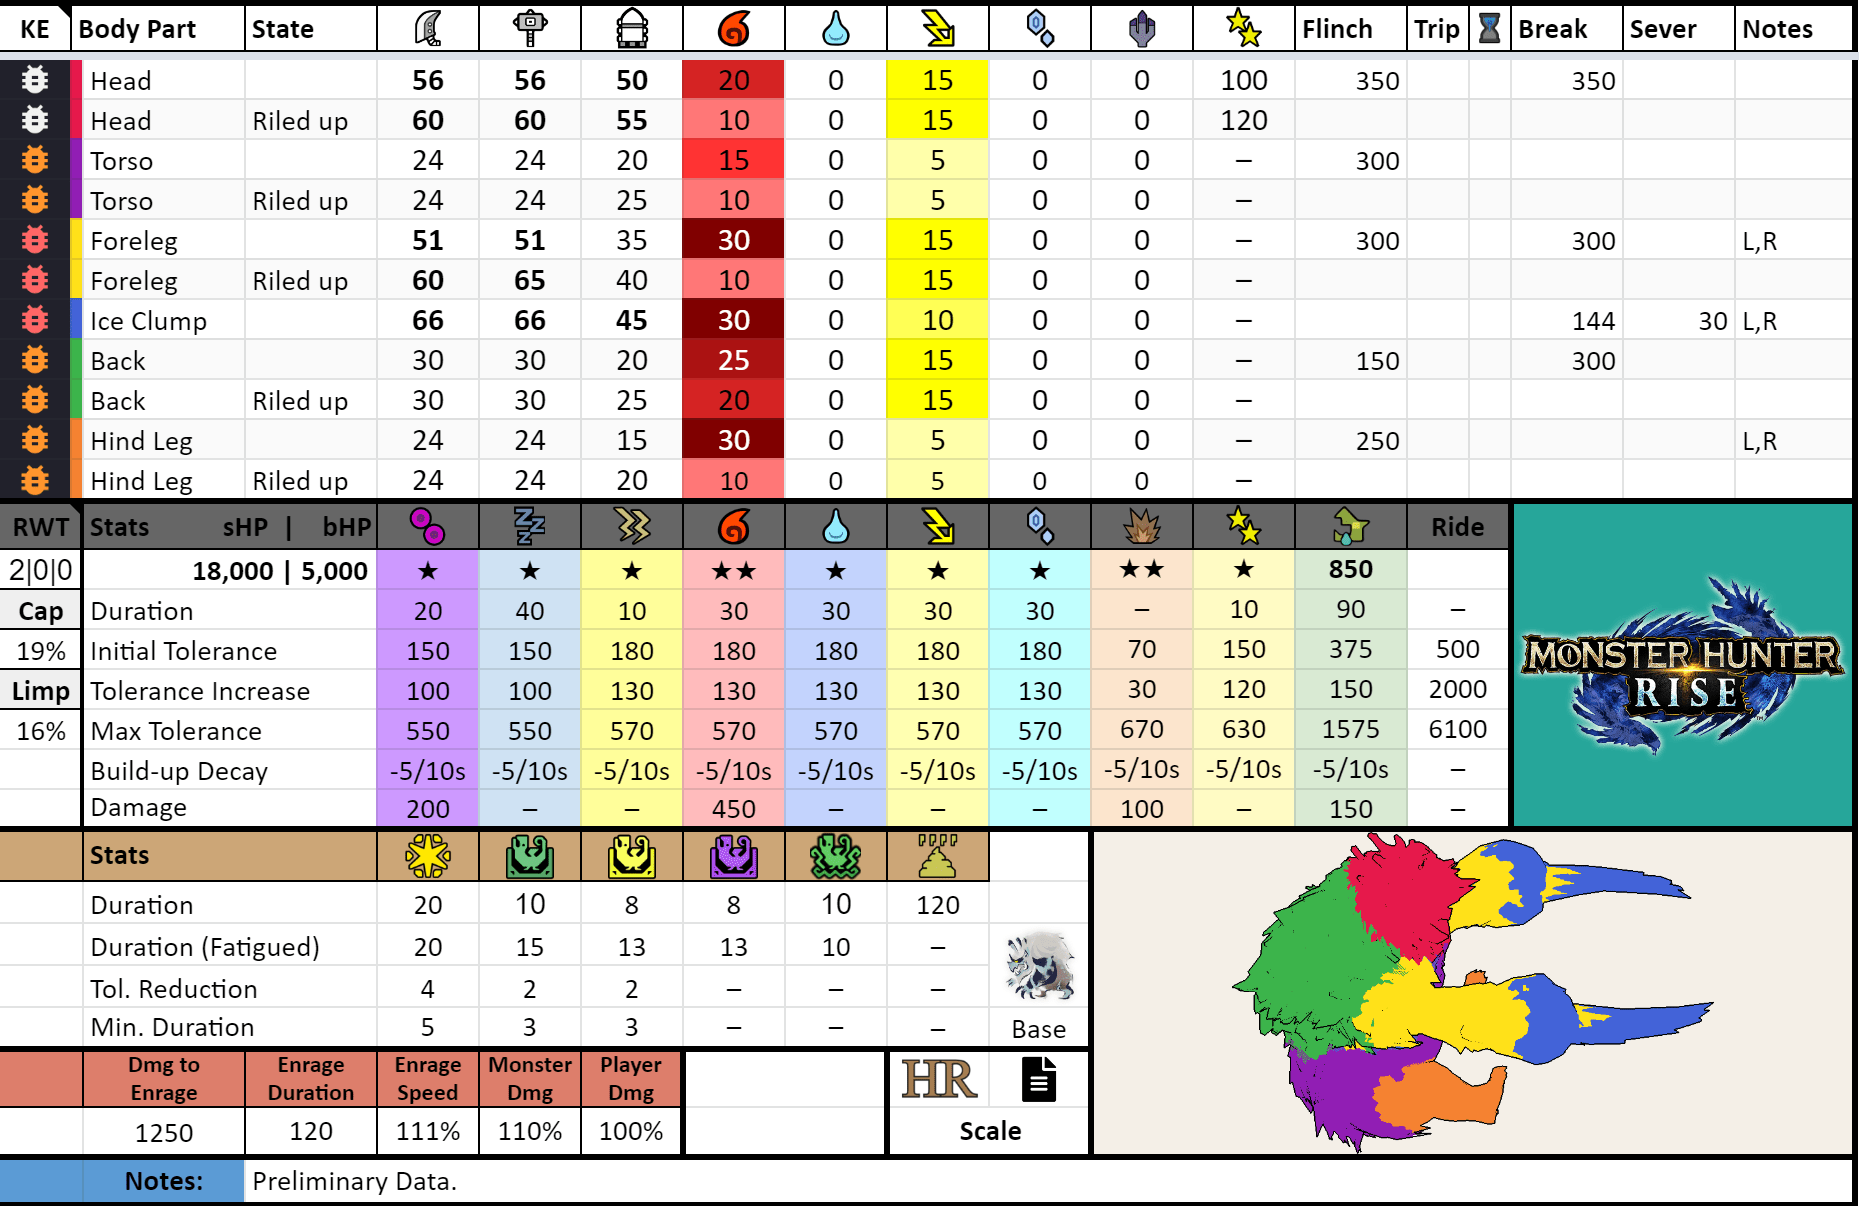 KE Body Part State Flinch Trip Break Sever Notes
Head 56 56 50 20 0 15 0 0 100 350 350
Head Riled up 60 60 55 10 0 15 0 0 120
Torso 24 24 20 15 0 5 0 0 – 300
Torso Riled up 24 24 25 10 0 5 0 0 –
Foreleg 51 51 35 30 0 15 0 0 – 300 300 L,R
Foreleg Riled up 60 65 40 10 0 15 0 0 –
Ice Clump 66 66 45 30 0 10 0 0 – 144 30 L,R
Back 30 30 20 25 0 15 0 0 – 150 300
Back Riled up 30 30 25 20 0 15 0 0 –
Hind Leg 24 24 15 30 0 5 0 0 – 250 L,R
Hind Leg Riled up 24 24 20 10 0 5 0 0 –
RWT Stats sHP | bHP Ride
2|0|0 18,000 | 5,000 ★ ★ ★ ★★ ★ ★ ★ ★★ ★ 850
Cap Duration 20 40 10 30 30 30 30 – 10 90 –
19% Initial Tolerance 150 150 180 180 180 180 180 70 150 375 500
Limp Tolerance Increase 100 100 130 130 130 130 130 30 120 150 2000
16% Max Tolerance 550 550 570 570 570 570 570 670 630 1575 6100
Build-up Decay -5/10s -5/10s -5/10s -5/10s -5/10s -5/10s -5/10s -5/10s -5/10s -5/10s –
Damage 200 – – 450 – – – 100 – 150 –
MONSTER HUNTER
RISE
Stats
Duration 20 10 8 8 10 120
Duration (Fatigued) 20 15 13 13 10 –
Tol. Reduction 4 2 2 – – –
Min. Duration 5 3 3 – – –
Base
Dmg to Enrage Enrage Monster Player
Enrage Duration Speed Dmg Dmg
1250 120 111% 110% 100%
HR
Scale
Notes: Preliminary Data.